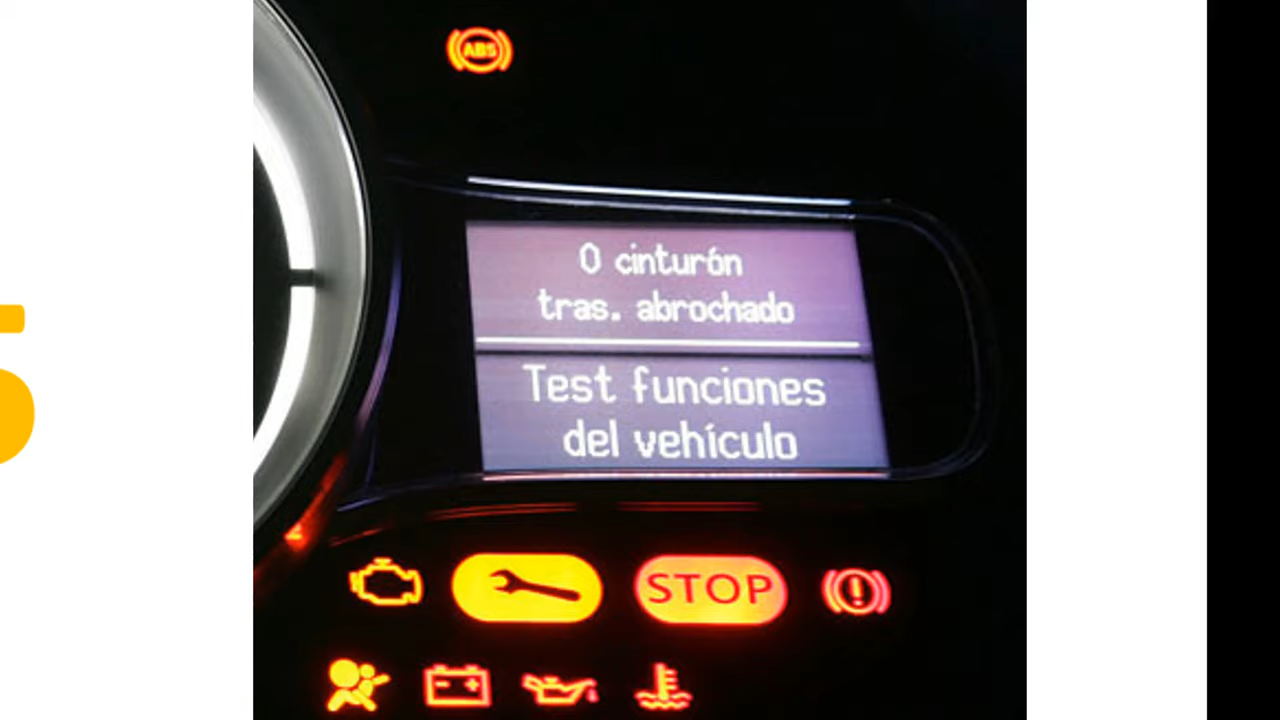 ABS
0 cinturón
tras. abrochado
Test funciones
del vehículo
STOP